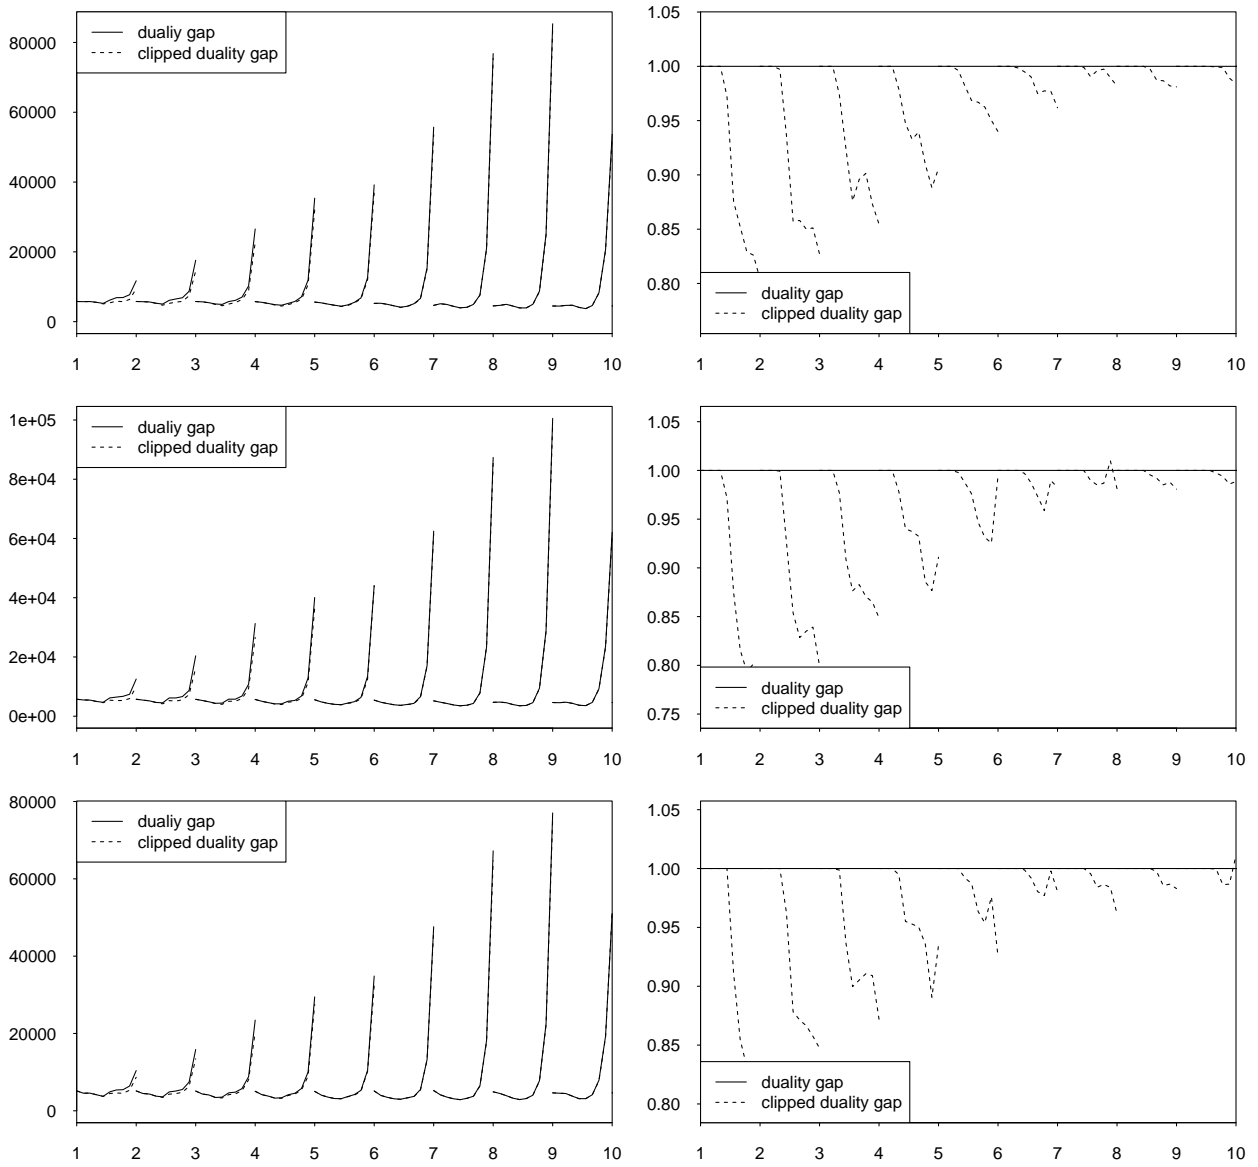 80000
60000
40000
20000
0
dualiy gap
clipped duality gap
1 2 3 4 5 6 7 8 9 10
1.05
1.00
0.95
0.90
0.85
0.80
duality gap
clipped duality gap
1 2 3 4 5 6 7 8 9 10
1e+05
8e+04
6e+04
4e+04
2e+04
0e+00
dualiy gap
clipped duality gap
1 2 3 4 5 6 7 8 9 10
1.05
1.00
0.95
0.90
0.85
0.80
0.75
duality gap
clipped duality gap
1 2 3 4 5 6 7 8 9 10
80000
60000
40000
20000
0
dualiy gap
clipped duality gap
1 2 3 4 5 6 7 8 9 10
1.05
1.00
0.95
0.90
0.85
0.80
duality gap
clipped duality gap
1 2 3 4 5 6 7 8 9 10